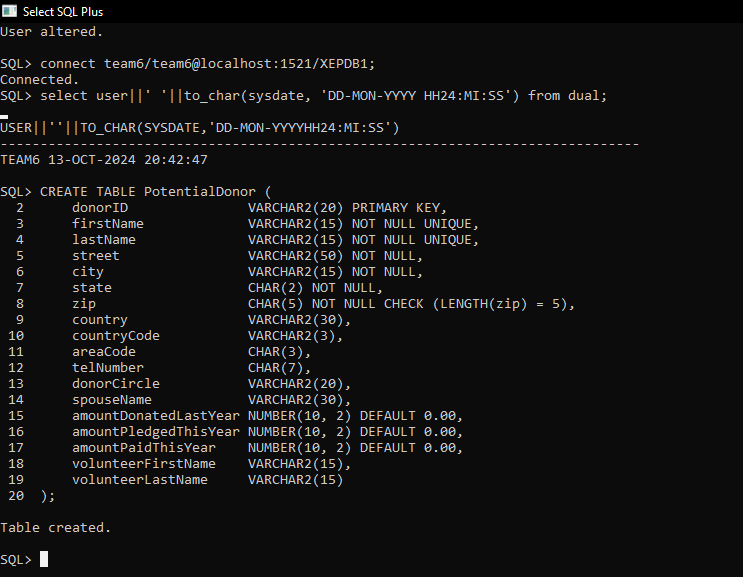 Select SQL Plus
User altered.
SQL> connect team6/team6@localhost:1521/XEPDB1;
Connected.
SQL> select user||' '||to_char(sysdate, 'DD-MON-YYYY HH24:MI:SS') from dual;
USER||''||TO_CHAR(SYSDATE,'DD-MON-YYYYHH24:MI:SS')
--------------------------------------------------------------------------------
TEAM6 13-OCT-2024 20:42:47
SQL> CREATE TABLE PotentialDonor (
  2      donorID               VARCHAR2(20) PRIMARY KEY,
  3      firstName             VARCHAR2(15) NOT NULL UNIQUE,
  4      lastName              VARCHAR2(15) NOT NULL UNIQUE,
  5      street                VARCHAR2(50) NOT NULL,
  6      city                  VARCHAR2(15) NOT NULL,
  7      state                 CHAR(2) NOT NULL,
  8      zip                   CHAR(5) NOT NULL CHECK (LENGTH(zip) = 5),
  9      country               VARCHAR2(30),
 10      countryCode           VARCHAR2(3),
 11      areaCode              CHAR(3),
 12      telNumber             CHAR(7),
 13      donorCircle           VARCHAR2(20),
 14      spouseName            VARCHAR2(30),
 15      amountDonatedLastYear NUMBER(10, 2) DEFAULT 0.00,
 16      amountPledgedThisYear NUMBER(10, 2) DEFAULT 0.00,
 17      amountPaidThisYear    NUMBER(10, 2) DEFAULT 0.00,
 18      volunteerFirstName    VARCHAR2(15),
 19      volunteerLastName     VARCHAR2(15)
 20  );
Table created.
SQL>